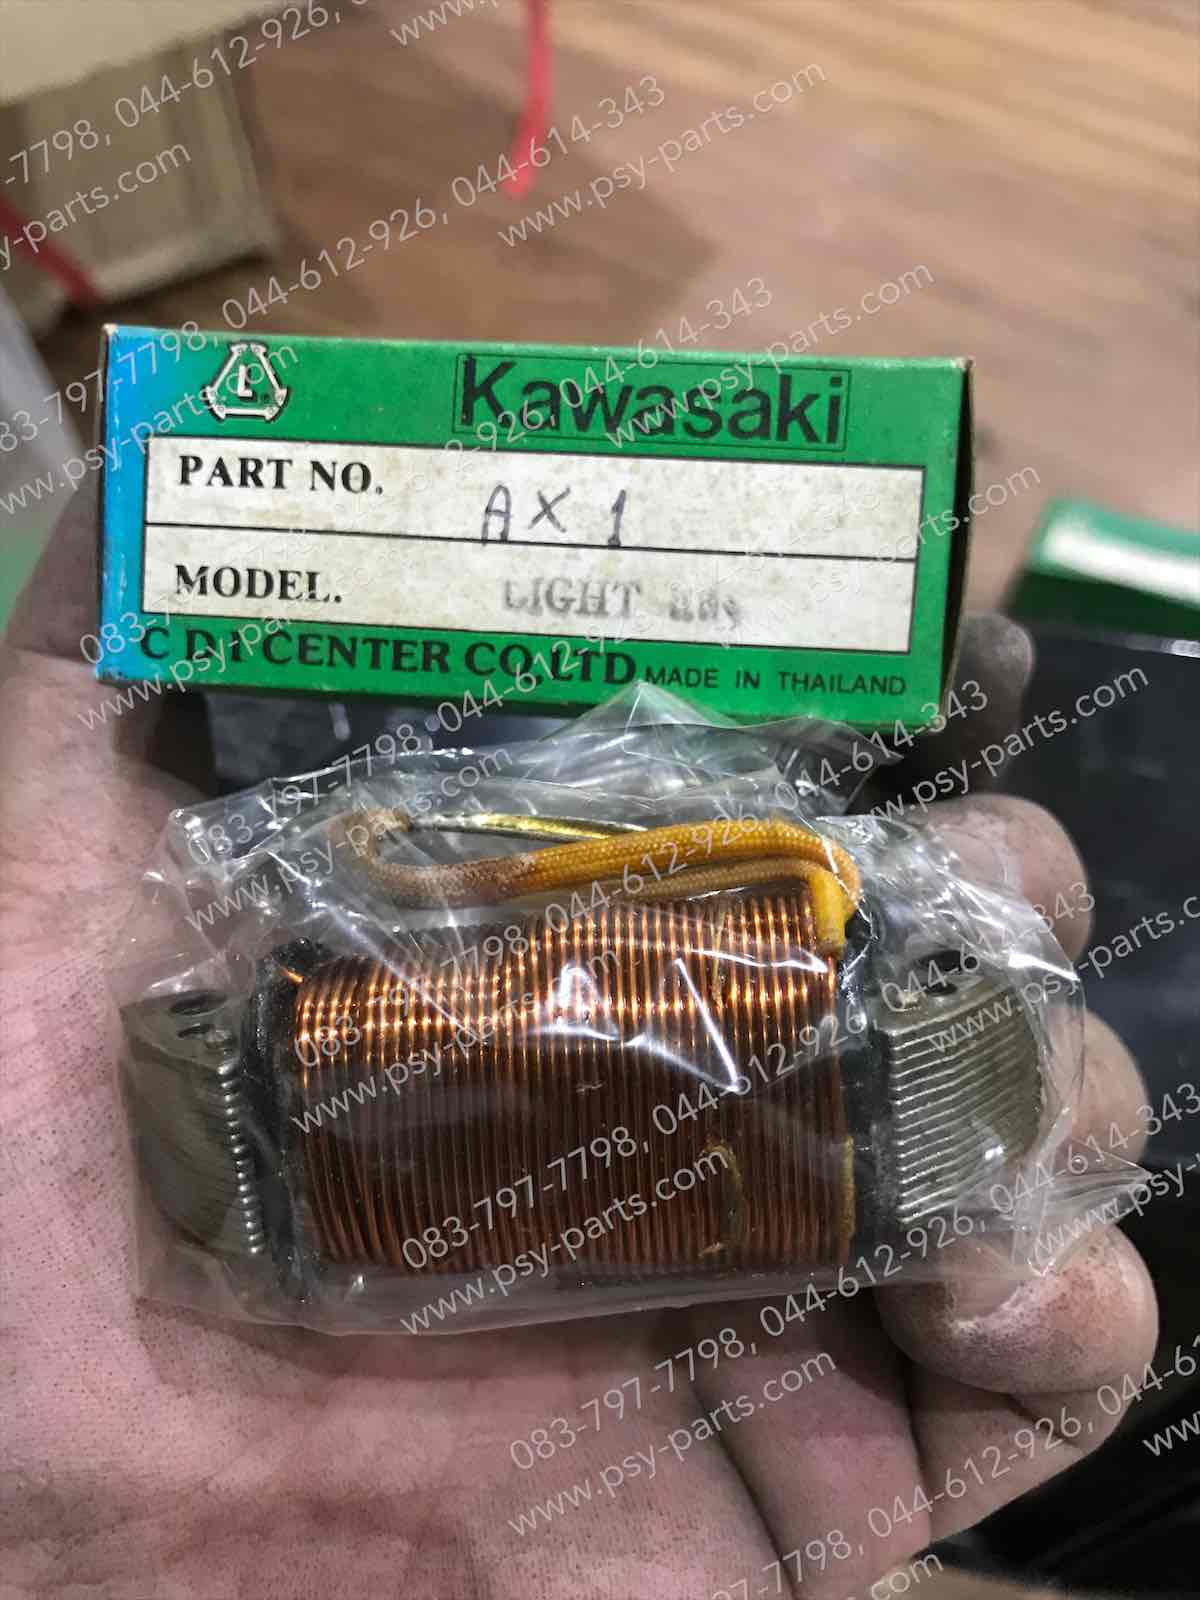 L
Kawasaki
PART NO. AX 1
MODEL. LIGHT
C D I CENTER CO.LTD MADE IN THAILAND
083-797-7798, 044-612-926, 044-614-343
www.psy-parts.com